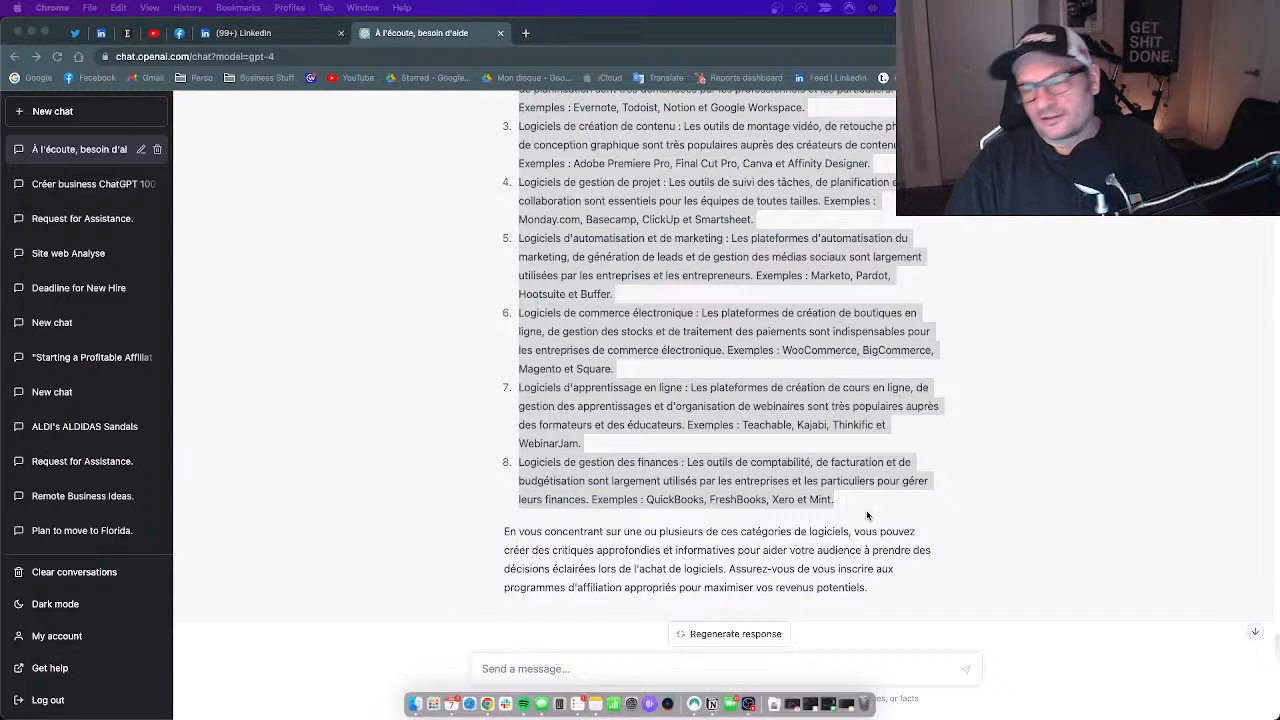 Chrome File Edit View History Bookmarks Profiles Tab Window Help
(99+) LinkedIn
À l'écoute, besoin d'aide
chat.openai.com/chat?model=gpt-4
Google Facebook Gmail Perso Business Stuff YouTube Starred - Google... Mon disque - Goog... iCloud Translate Reports dashboard Feed | LinkedIn
GET
SHIT
DONE.
New chat
À l'écoute, besoin d'ai
Créer business ChatGPT 100
Request for Assistance.
Site web Analyse
Deadline for New Hire
New chat
"Starting a Profitable Affiliat
New chat
ALDI's ALDIDAS Sandals
Request for Assistance.
Remote Business Ideas.
Plan to move to Florida.
Clear conversations
Dark mode
My account
Get help
Log out
Exemples : Evernote, Todoist, Notion et Google Workspace.
3. Logiciels de création de contenu : Les outils de montage vidéo, de retouche ph
de conception graphique sont très populaires auprès des créateurs de contenu
Exemples : Adobe Premiere Pro, Final Cut Pro, Canva et Affinity Designer.
4. Logiciels de gestion de projet : Les outils de suivi des tâches, de planification e
collaboration sont essentiels pour les équipes de toutes tailles. Exemples :
Monday.com, Basecamp, ClickUp et Smartsheet.
5. Logiciels d'automatisation et de marketing : Les plateformes d'automatisation du
marketing, de génération de leads et de gestion des médias sociaux sont largement
utilisées par les entreprises et les entrepreneurs. Exemples : Marketo, Pardot,
Hootsuite et Buffer.
6. Logiciels de commerce électronique : Les plateformes de création de boutiques en
ligne, de gestion des stocks et de traitement des paiements sont indispensables pour
les entreprises de commerce électronique. Exemples : WooCommerce, BigCommerce,
Magento et Square.
7. Logiciels d'apprentissage en ligne : Les plateformes de création de cours en ligne, de
gestion des apprentissages et d'organisation de webinaires sont très populaires auprès
des formateurs et des éducateurs. Exemples : Teachable, Kajabi, Thinkific et
WebinarJam.
8. Logiciels de gestion des finances : Les outils de comptabilité, de facturation et de
budgétisation sont largement utilisés par les entreprises et les particuliers pour gérer
leurs finances. Exemples : QuickBooks, FreshBooks, Xero et Mint.
En vous concentrant sur une ou plusieurs de ces catégories de logiciels, vous pouvez
créer des critiques approfondies et informatives pour aider votre audience à prendre des
décisions éclairées lors de l'achat de logiciels. Assurez-vous de vous inscrire aux
programmes d'affiliation appropriés pour maximiser vos revenus potentiels.
Regenerate response
Send a message...
or facts